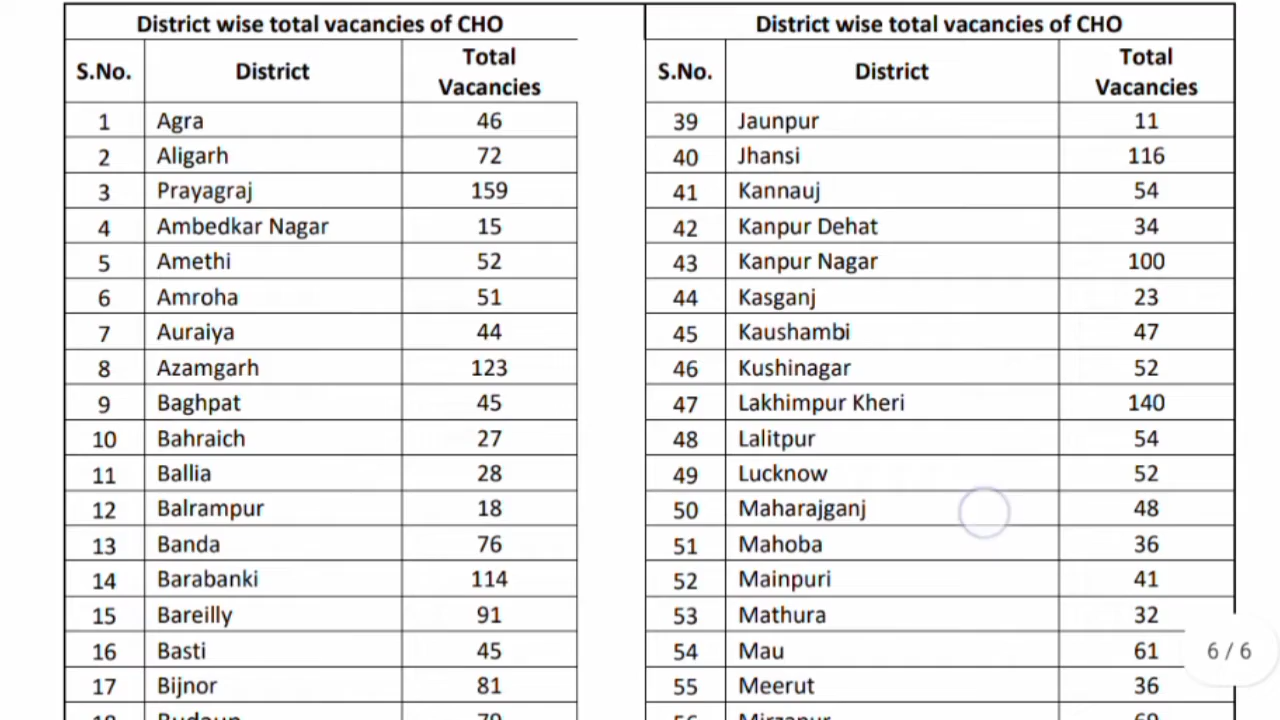 District wise total vacancies of CHO
S.No. District Total Vacancies
1 Agra 46
2 Aligarh 72
3 Prayagraj 159
4 Ambedkar Nagar 15
5 Amethi 52
6 Amroha 51
7 Auraiya 44
8 Azamgarh 123
9 Baghpat 45
10 Bahraich 27
11 Ballia 28
12 Balrampur 18
13 Banda 76
14 Barabanki 114
15 Bareilly 91
16 Basti 45
17 Bijnor 81
District wise total vacancies of CHO
S.No. District Total Vacancies
39 Jaunpur 11
40 Jhansi 116
41 Kannauj 54
42 Kanpur Dehat 34
43 Kanpur Nagar 100
44 Kasganj 23
45 Kaushambi 47
46 Kushinagar 52
47 Lakhimpur Kheri 140
48 Lalitpur 54
49 Lucknow 52
50 Maharajganj 48
51 Mahoba 36
52 Mainpuri 41
53 Mathura 32
54 Mau 61
55 Meerut 36
6 / 6